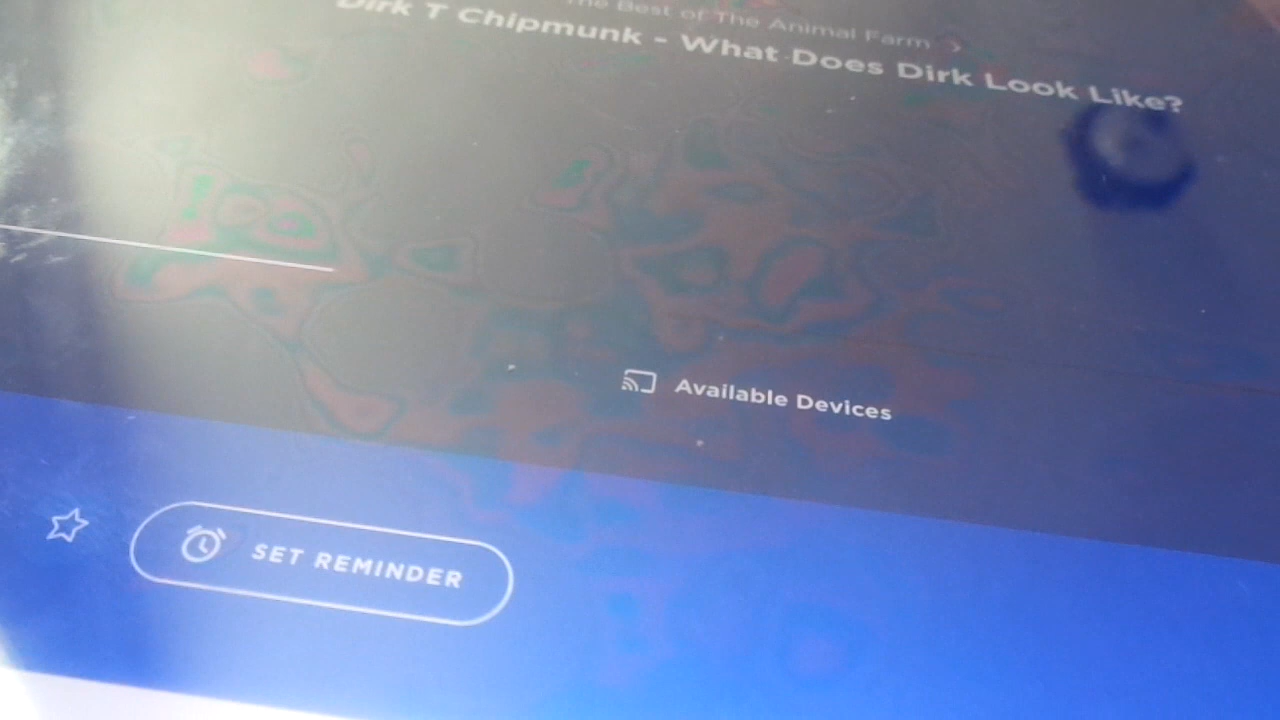 The Best of The Animal Farm
Dirk T Chipmunk - What Does Dirk Look Like?
Available Devices
SET REMINDER